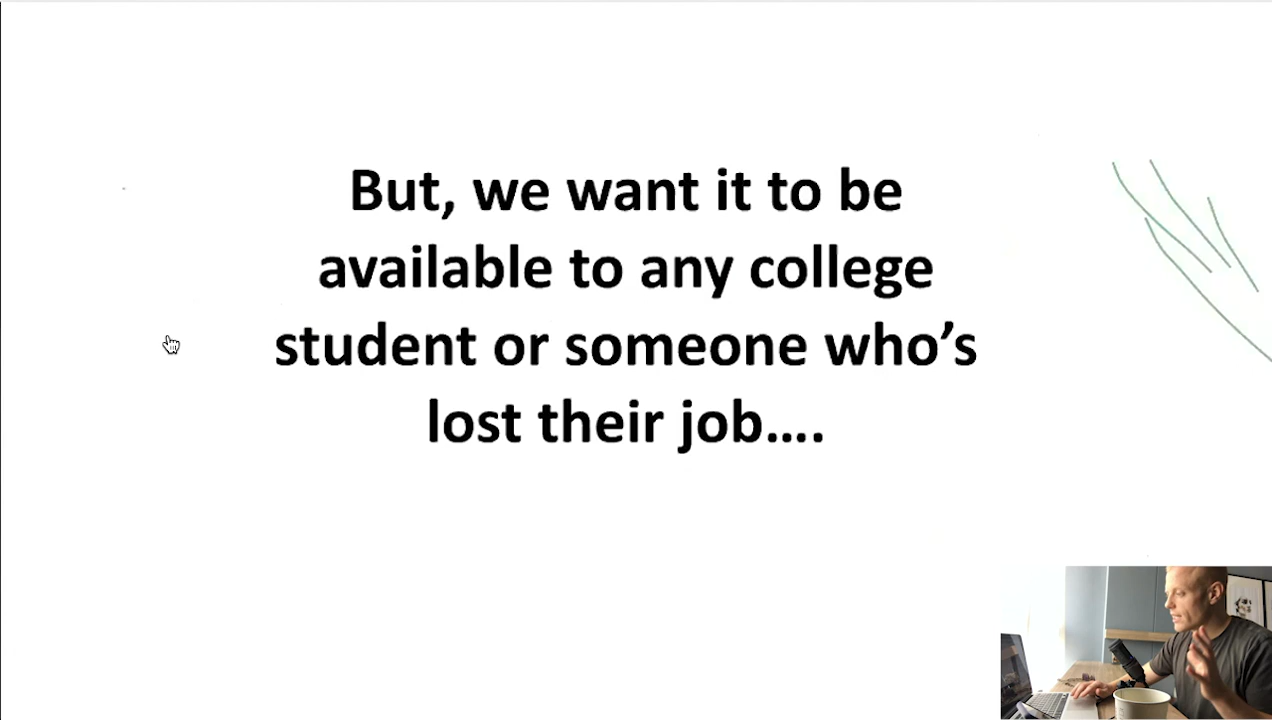 But, we want it to be
available to any college
student or someone who’s
lost their job….